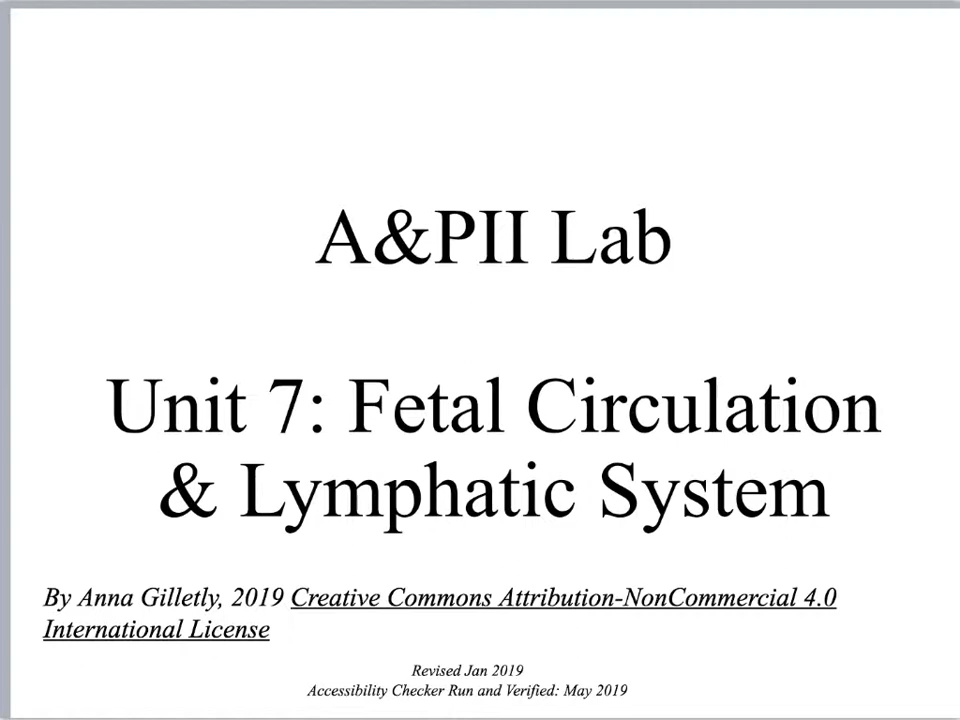 A&PII Lab
Unit 7: Fetal Circulation
& Lymphatic System
By Anna Gilletly, 2019 Creative Commons Attribution-NonCommercial 4.0
International License
Revised Jan 2019
Accessibility Checker Run and Verified: May 2019